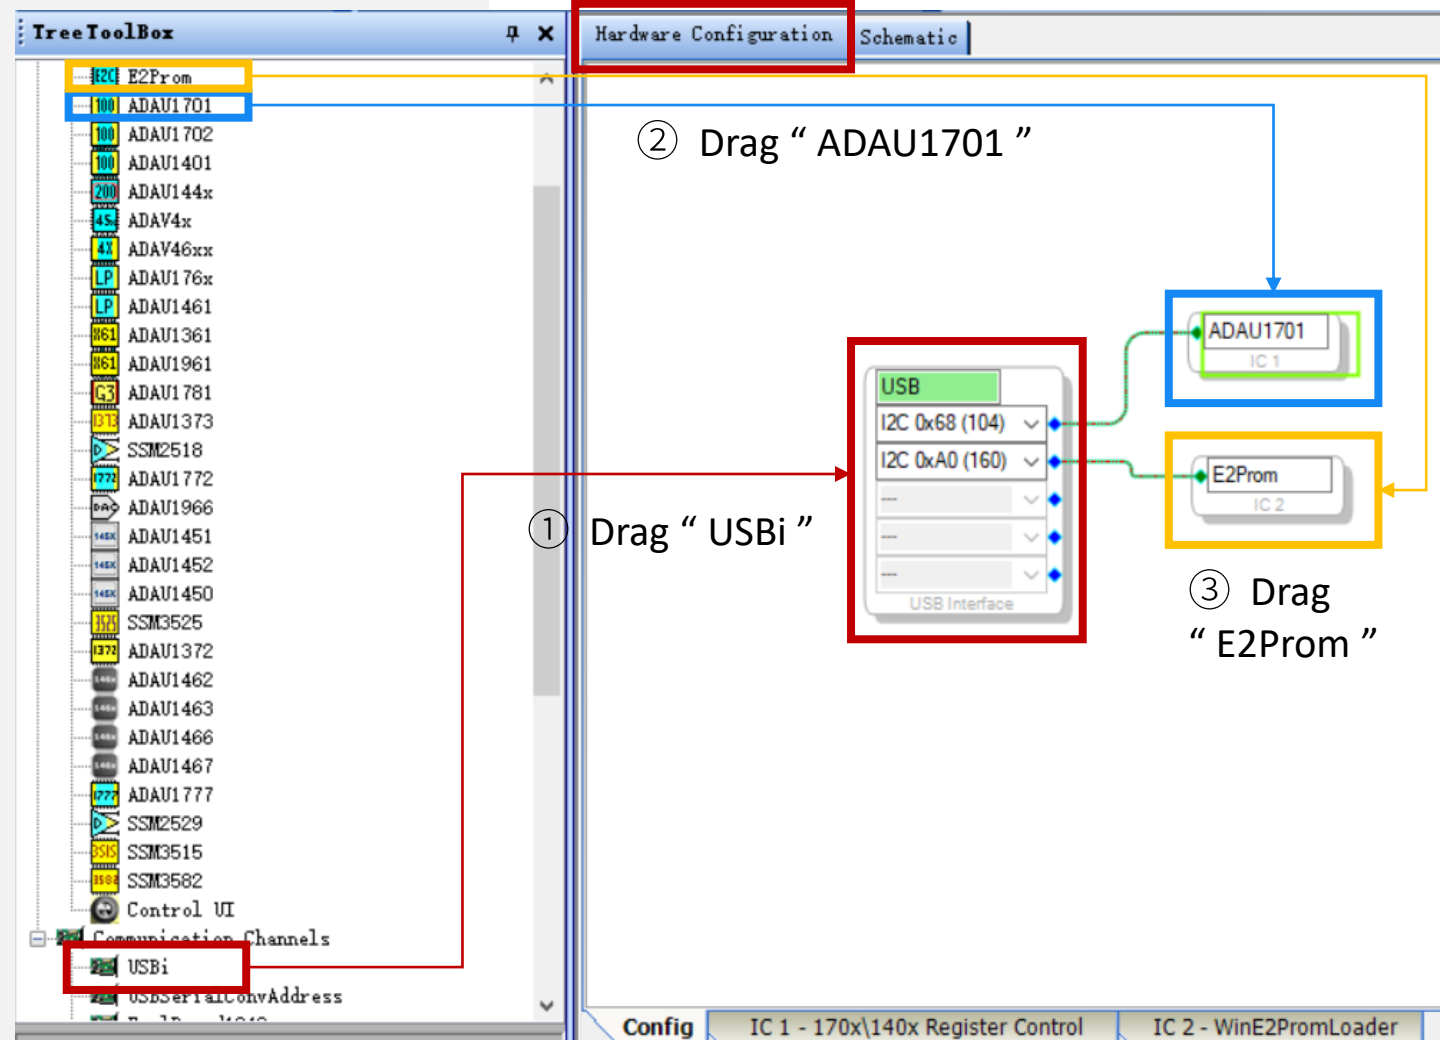 TreeToolBox
E2Prom
ADAU1701
ADAU1702
ADAU1401
ADAU144x
ADAV4x
ADAV46xx
ADAU176x
ADAU1461
ADAU1361
ADAU1961
ADAU1781
ADAU1373
SSM2518
ADAU1772
ADAU1966
ADAU1451
ADAU1452
ADAU1450
SSM3525
ADAU1372
ADAU1462
ADAU1463
ADAU1466
ADAU1467
ADAU1777
SSM2529
SSM3515
SSM3582
Control UI
Communication Channels
USBi
USBSerialConvAddress
Hardware Configuration
Schematic
② Drag “ ADAU1701 ”
ADAU1701
IC 1
USB
I2C 0x68 (104)
I2C 0xA0 (160)
---
---
---
USB Interface
E2Prom
IC 2
① Drag “ USBi ”
③ Drag
“ E2Prom ”
Config
IC 1 - 170x\140x Register Control
IC 2 - WinE2PromLoader